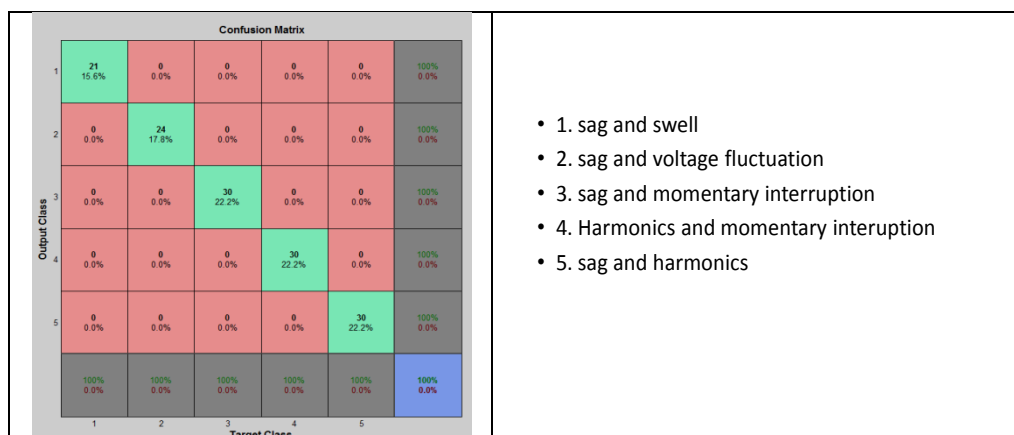 Confusion Matrix
1 21 0 0 0 0 100%
15.6% 0.0% 0.0% 0.0% 0.0% 0.0%
2 0 24 0 0 0 100%
0.0% 17.8% 0.0% 0.0% 0.0% 0.0%
3 0 0 30 0 0 100%
0.0% 0.0% 22.2% 0.0% 0.0% 0.0%
4 0 0 0 30 0 100%
0.0% 0.0% 0.0% 22.2% 0.0% 0.0%
5 0 0 0 0 30 100%
0.0% 0.0% 0.0% 0.0% 22.2% 0.0%
100% 100% 100% 100% 100% 100%
0.0% 0.0% 0.0% 0.0% 0.0% 0.0%
1 2 3 4 5
Target Class
Output Class
• 1. sag and swell
• 2. sag and voltage fluctuation
• 3. sag and momentary interruption
• 4. Harmonics and momentary interuption
• 5. sag and harmonics